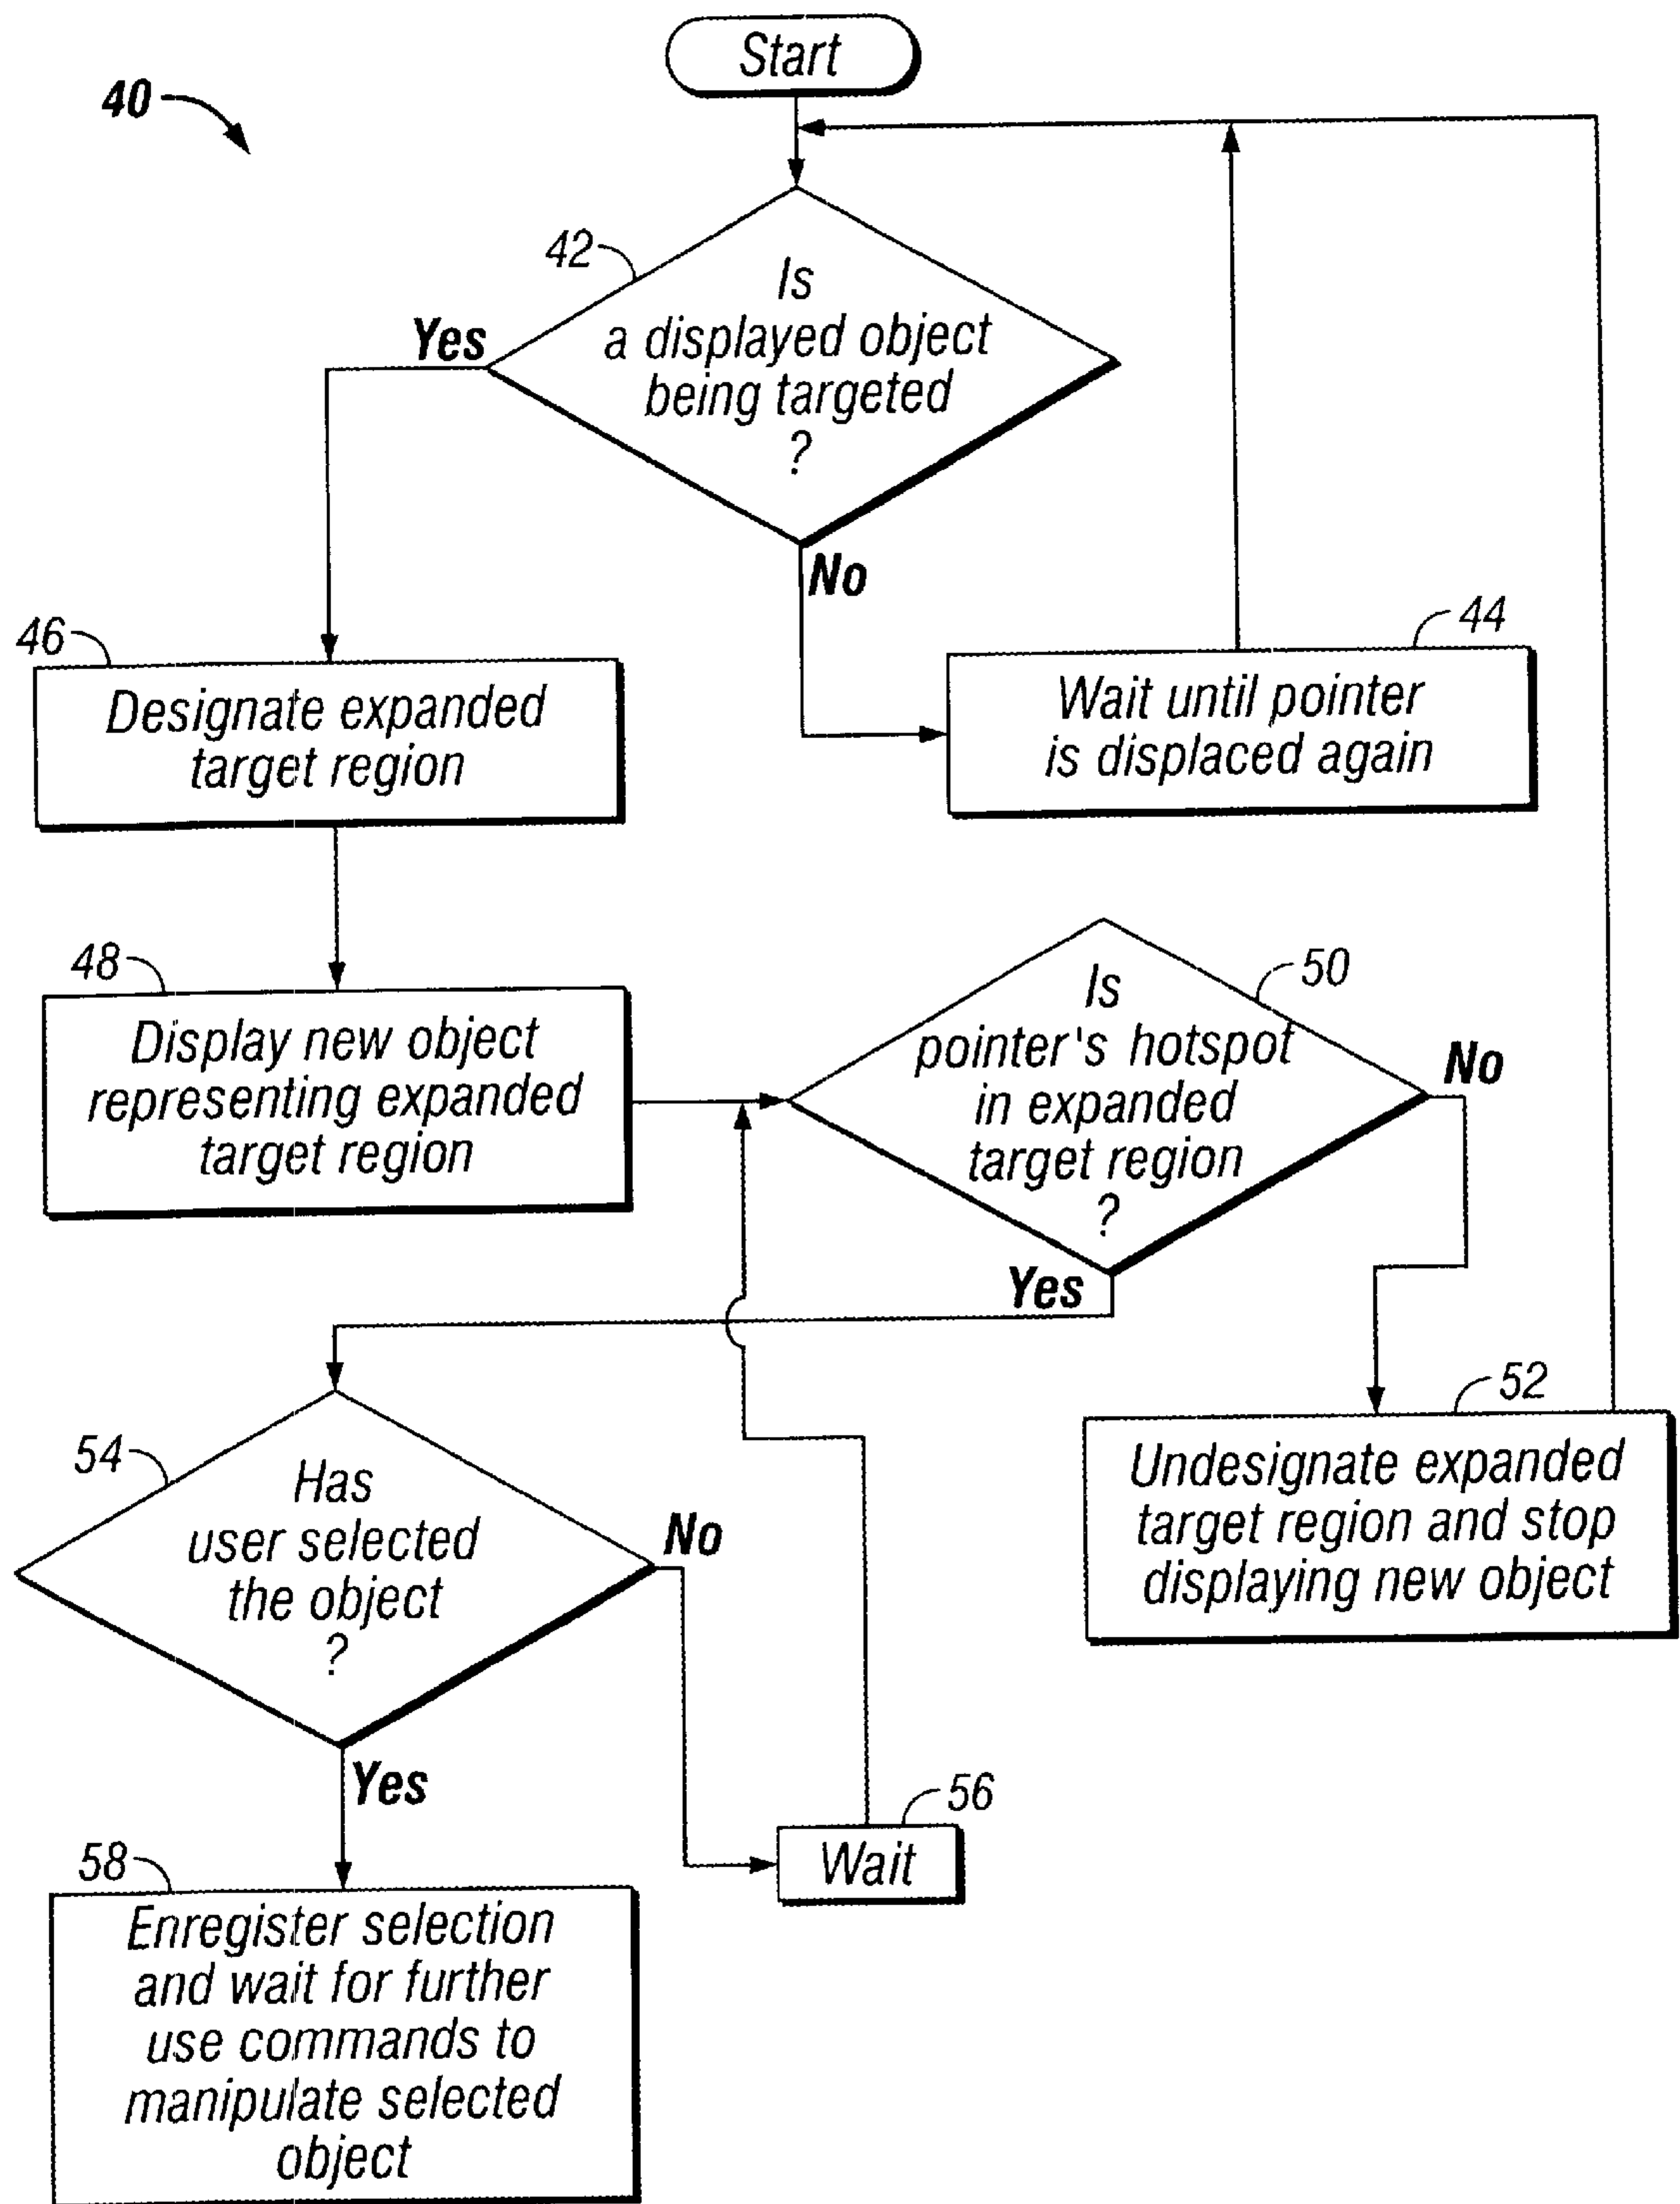 Start
40
42
Is
a displayed object
being targeted
?
Yes
No
46
Designate expanded
target region
44
Wait until pointer
is displaced again
48
Display new object
representing expanded
target region
50
Is
pointer's hotspot
in expanded
target region
?
No
Yes
52
Undesignate expanded
target region and stop
displaying new object
54
Has
user selected
the object
?
No
Yes
56
Wait
58
Enregister selection
and wait for further
use commands to
manipulate selected
object